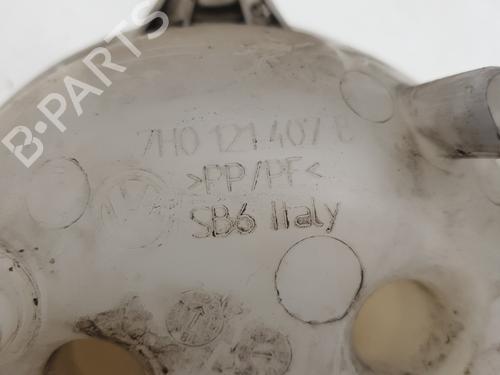 B-PARTS
7H0 121 407 B
>PP/PF<
SB6 Italy